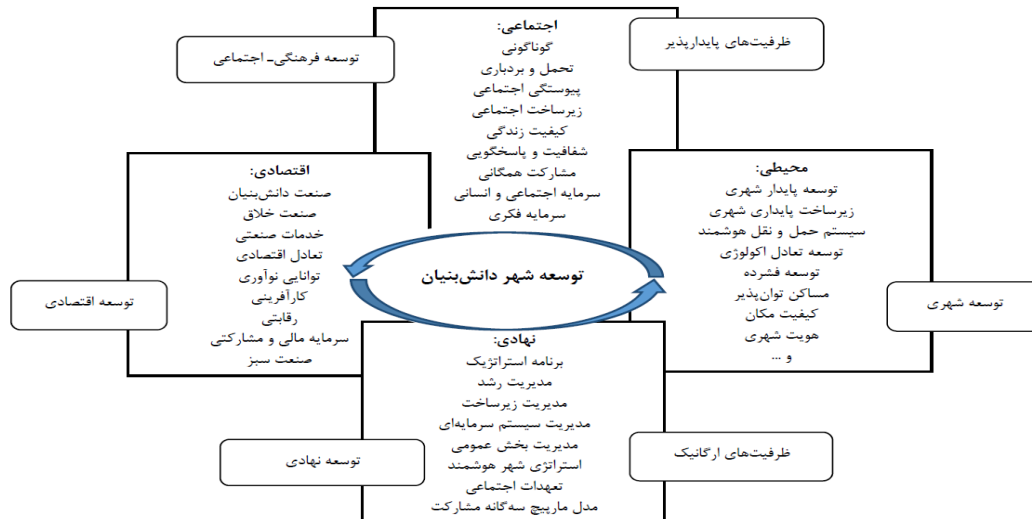 ظرفیت‌های پایدارپذیر
توسعه فرهنگی‌ـ اجتماعی
اجتماعی:
گوناگونی
تحمل و بردباری
پیوستگی اجتماعی
زیرساخت اجتماعی
کیفیت زندگی
شفافیت و پاسخگویی
مشارکت همگانی
سرمایه اجتماعی و انسانی
سرمایه فکری
محیطی:
توسعه پایدار شهری
زیرساخت پایداری شهری
سیستم حمل و نقل هوشمند
توسعه تعادل اکولوژی
توسعه فشرده
مساکن توان‌پذیر
کیفیت مکان
هویت شهری
و ...
توسعه شهری
توسعه شهر دانش‌بنیان
اقتصادی:
صنعت دانش‌بنیان
صنعت خلاق
خدمات صنعتی
تعادل اقتصادی
توانایی نوآوری
کارآفرینی
رقابتی
سرمایه مالی و مشارکتی
صنعت سبز
توسعه اقتصادی
نهادی:
برنامه استراتژیک
مدیریت رشد
مدیریت زیرساخت
مدیریت سیستم سرمایه‌ای
مدیریت بخش عمومی
استراتژی شهر هوشمند
تعهدات اجتماعی
مدل مارپیچ سه‌گانه مشارکت
ظرفیت‌های ارگانیک
توسعه نهادی